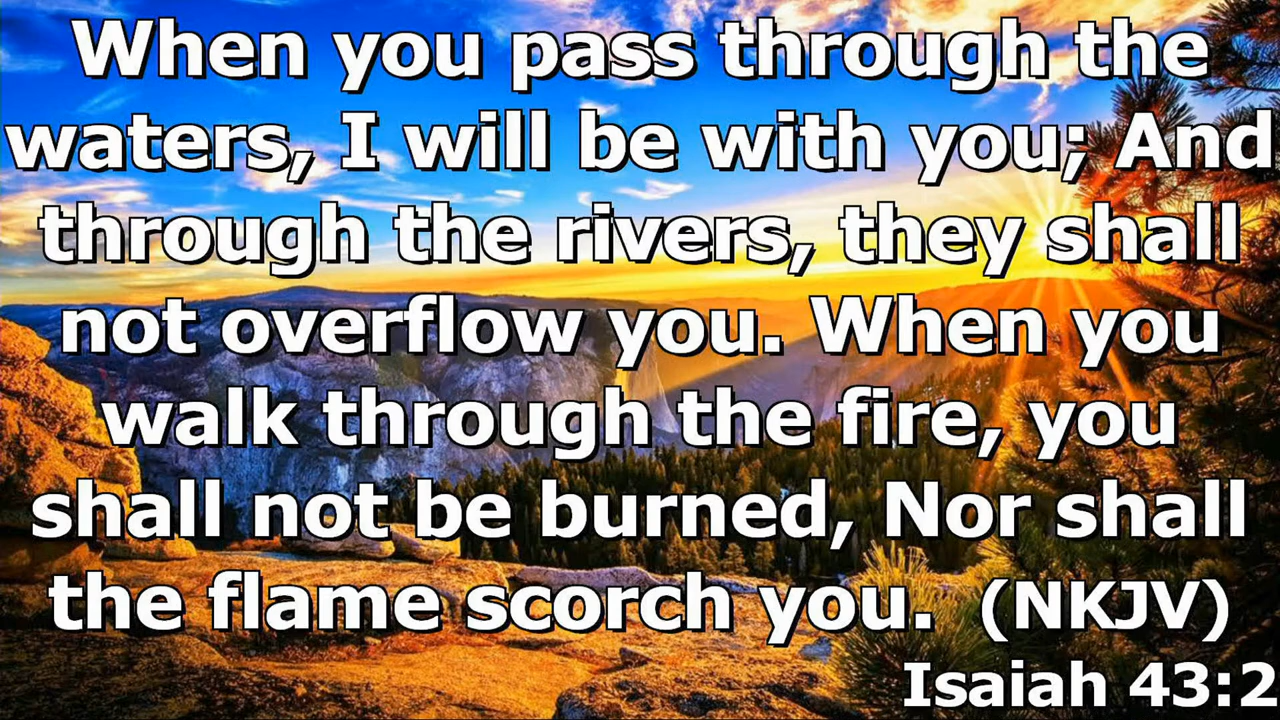 When you pass through the
waters, I will be with you; And
through the rivers, they shall
not overflow you. When you
walk through the fire, you
shall not be burned, Nor shall
the flame scorch you. (NKJV)
Isaiah 43:2